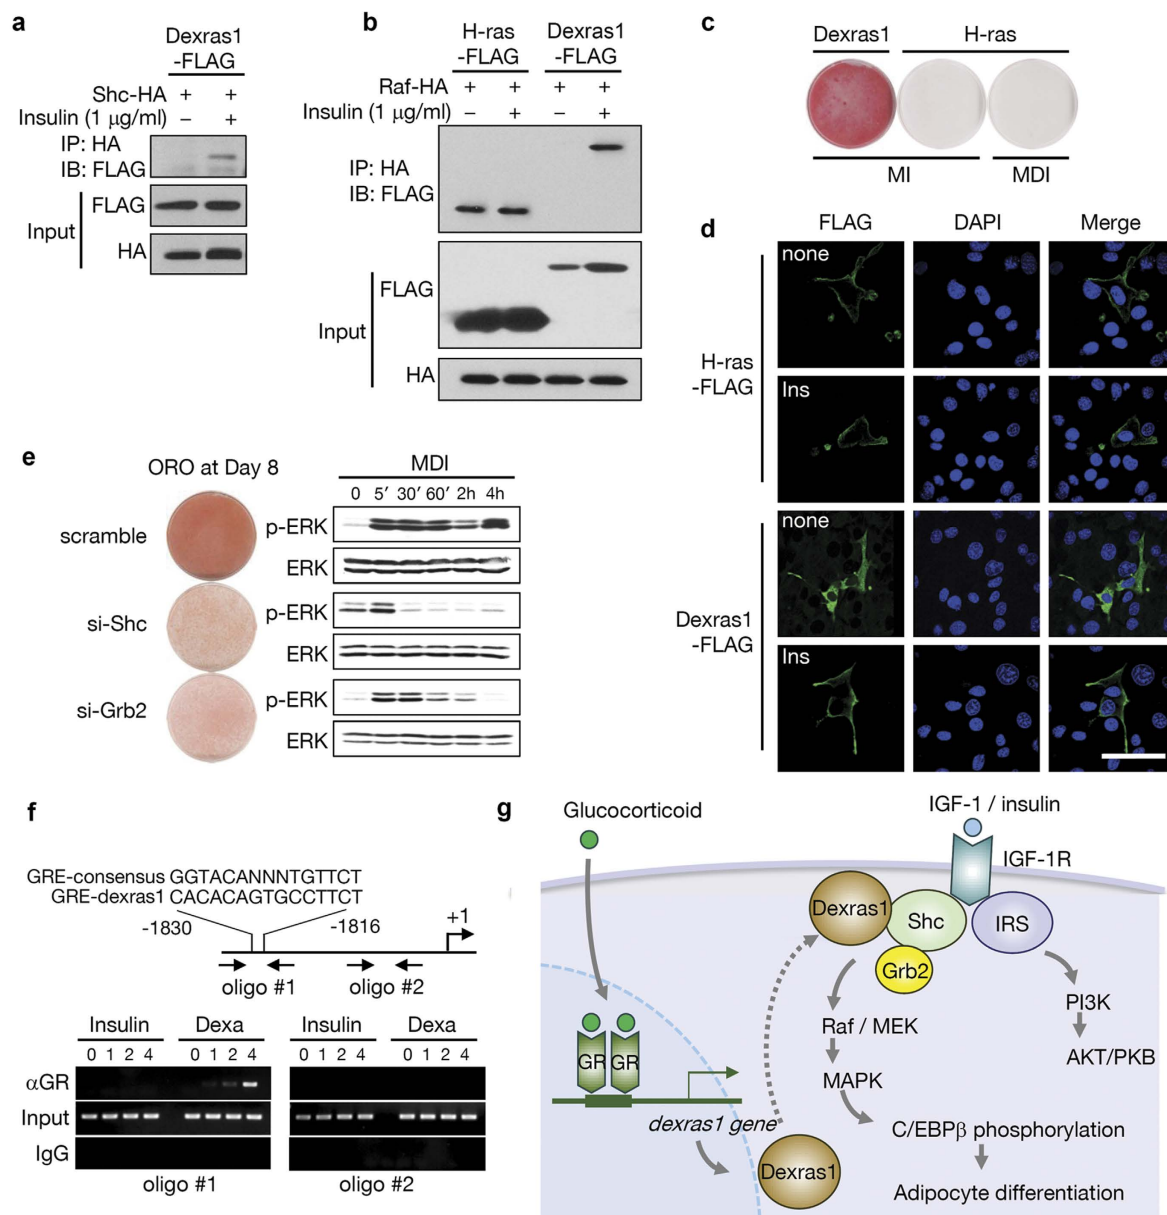 a
Dexras1
-FLAG
Shc-HA + +
Insulin (1 μg/ml) – +
IP: HA
IB: FLAG
FLAG
Input
HA
b
H-ras Dexras1
-FLAG -FLAG
Raf-HA + + + +
Insulin (1 μg/ml) – + – +
IP: HA
IB: FLAG
FLAG
Input
HA
c
Dexras1 H-ras
MI MDI
d
FLAG DAPI Merge
none
H-ras
-FLAG
Ins
none
Dexras1
-FLAG
Ins
e
ORO at Day 8
MDI
0 5′ 30′ 60′ 2h 4h
scramble
p-ERK
ERK
si-Shc
p-ERK
ERK
si-Grb2
p-ERK
ERK
f
GRE-consensus GGTACANNNTGTTCT
GRE-dexras1 CACACAGTGCCTTCT
-1830 -1816 +1
oligo #1 oligo #2
Insulin Dexa Insulin Dexa
0 1 2 4 0 1 2 4 0 1 2 4 0 1 2 4
αGR
Input
IgG
oligo #1 oligo #2
g
Glucocorticoid
IGF-1 / insulin
IGF-1R
Dexras1
Shc
IRS
Grb2
PI3K
Raf / MEK
GR GR
AKT/PKB
MAPK
dexras1 gene
C/EBPβ phosphorylation
Dexras1
Adipocyte differentiation